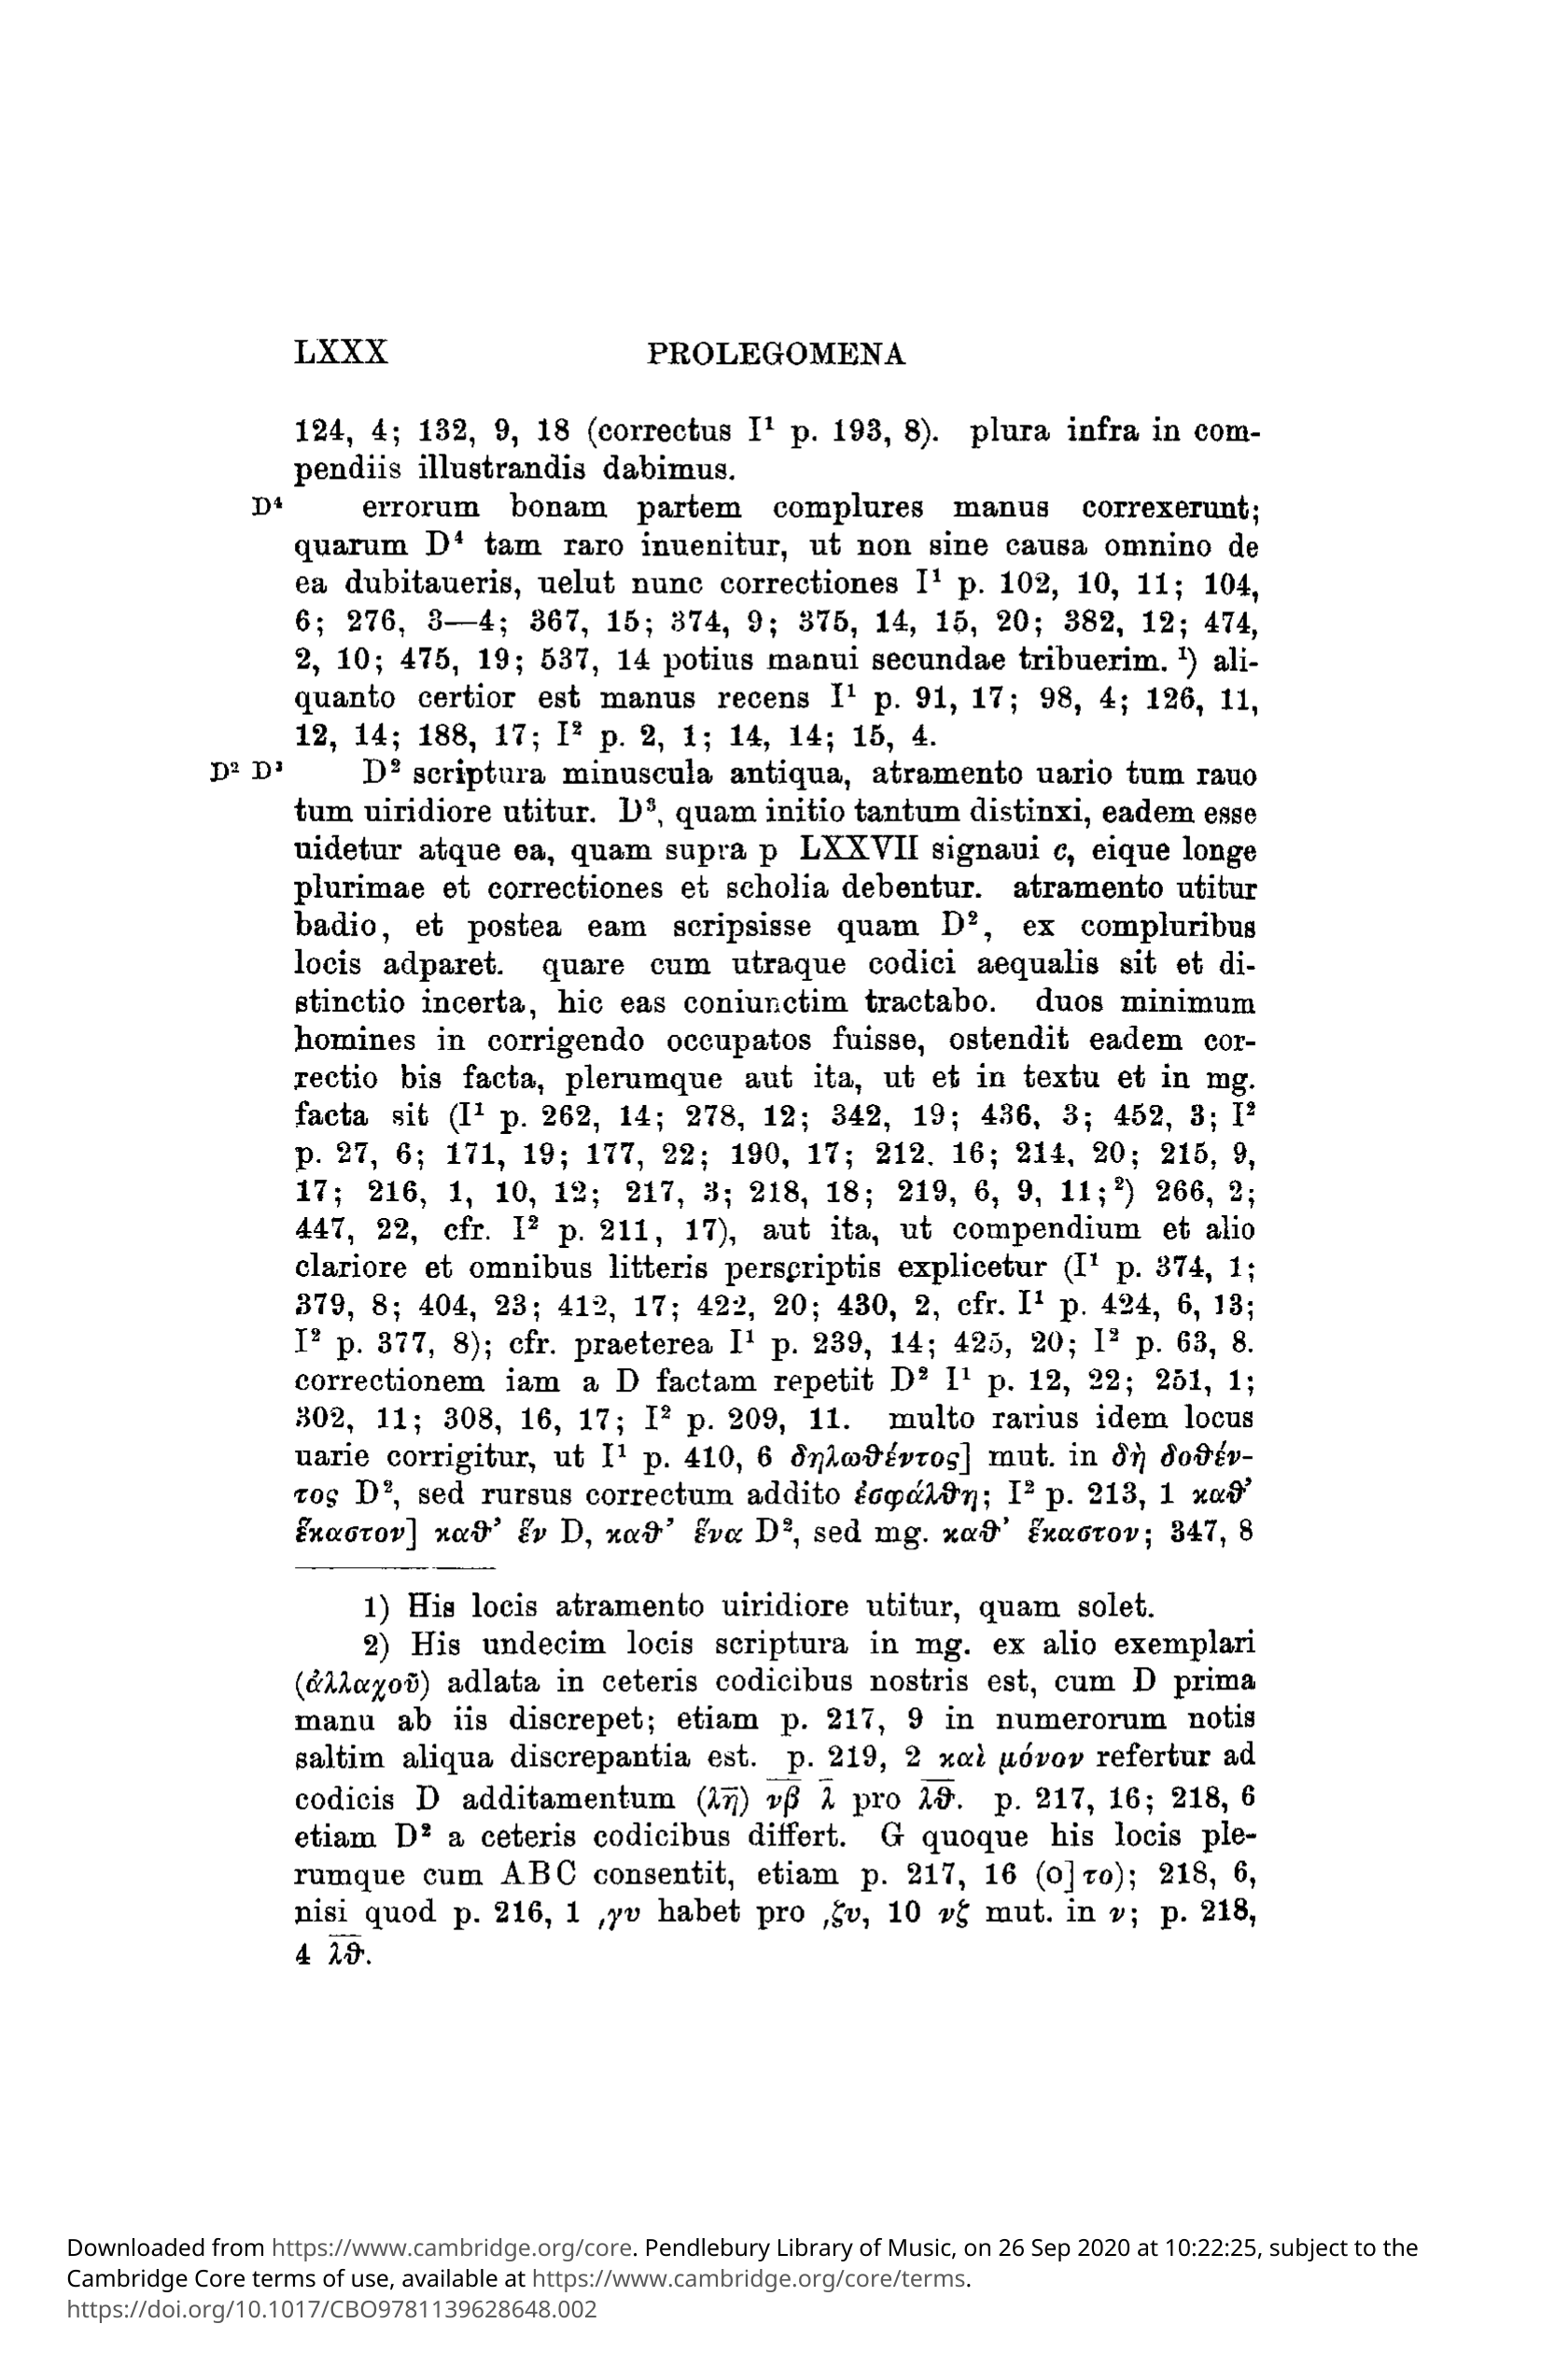 LXXX PROLEGOMENA
124, 4; 132, 9, 18 (correctus I¹ p. 193, 8). plura infra in com-
pendiis illustrandis dabimus.
D⁴ errorum bonam partem complures manus correxerunt;
quarum D⁴ tam raro inuenitur, ut non sine causa omnino de
ea dubitaueris, uelut nunc correctiones I¹ p. 102, 10, 11; 104,
6; 276, 3—4; 367, 15; 374, 9; 375, 14, 15, 20; 382, 12; 474,
2, 10; 475, 19; 537, 14 potius manui secundae tribuerim.¹) ali-
quanto certior est manus recens I¹ p. 91, 17; 98, 4; 126, 11,
12, 14; 188, 17; I² p. 2, 1; 14, 14; 15, 4.
D² D³ D² scriptura minuscula antiqua, atramento uario tum rauo
tum uiridiore utitur. D³, quam initio tantum distinxi, eadem esse
uidetur atque ea, quam supra p LXXVII signaui c, eique longe
plurimae et correctiones et scholia debentur. atramento utitur
badio, et postea eam scripsisse quam D², ex compluribus
locis adparet. quare cum utraque codici aequalis sit et di-
stinctio incerta, hic eas coniunctim tractabo. duos minimum
homines in corrigendo occupatos fuisse, ostendit eadem cor-
rectio bis facta, plerumque aut ita, ut et in textu et in mg.
facta sit (I¹ p. 262, 14; 278, 12; 342, 19; 436, 3; 452, 3; I²
p. 27, 6; 171, 19; 177, 22; 190, 17; 212, 16; 214, 20; 215, 9,
17; 216, 1, 10, 12; 217, 3; 218, 18; 219, 6, 9, 11;²) 266, 2;
447, 22, cfr. I² p. 211, 17), aut ita, ut compendium et alio
clariore et omnibus litteris perscriptis explicetur (I¹ p. 374, 1;
379, 8; 404, 23; 412, 17; 422, 20; 430, 2, cfr. I¹ p. 424, 6, 13;
I² p. 377, 8); cfr. praeterea I¹ p. 239, 14; 425, 20; I² p. 63, 8.
correctionem iam a D factam repetit D² I¹ p. 12, 22; 251, 1;
302, 11; 308, 16, 17; I² p. 209, 11. multo rarius idem locus
uarie corrigitur, ut I¹ p. 410, 6 δηλωθέντος] mut. in δὴ δοθέν-
τος D², sed rursus correctum addito ἐσφάλθη; I² p. 213, 1 καθ’
ἕκαστον] καθ’ ἕν D, καθ’ ἕνα D², sed mg. καθ’ ἕκαστον; 347, 8
1) His locis atramento uiridiore utitur, quam solet.
2) His undecim locis scriptura in mg. ex alio exemplari
(ἀλλαχοῦ) adlata in ceteris codicibus nostris est, cum D prima
manu ab iis discrepet; etiam p. 217, 9 in numerorum notis
saltim aliqua discrepantia est. p. 219, 2 καὶ μόνον refertur ad
codicis D additamentum (λη̅) ν̅β̅ λ̅ pro λ̅θ̅. p. 217, 16; 218, 6
etiam D² a ceteris codicibus differt. G quoque his locis ple-
rumque cum ABC consentit, etiam p. 217, 16 (o] το); 218, 6,
nisi quod p. 216, 1 ͵γν habet pro ͵ζν, 10 νζ mut. in ν; p. 218,
4 λ̅θ̅.
Downloaded from https://www.cambridge.org/core. Pendlebury Library of Music, on 26 Sep 2020 at 10:22:25, subject to the
Cambridge Core terms of use, available at https://www.cambridge.org/core/terms.
https://doi.org/10.1017/CBO9781139628648.002